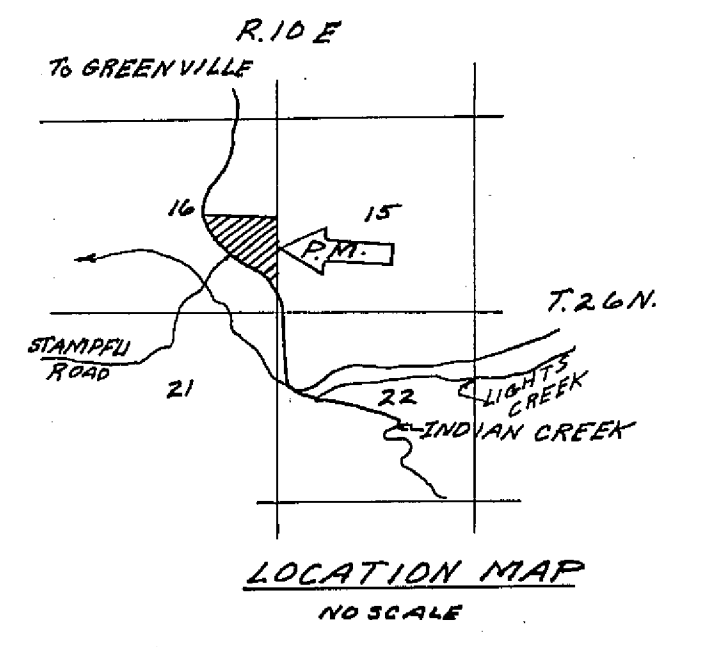 R.10 E
To GREENVILLE
16
15
P.M.
T.26N.
STAMPFLI
ROAD
21
22
LIGHTS
CREEK
INDIAN CREEK
LOCATION MAP
NO SCALE